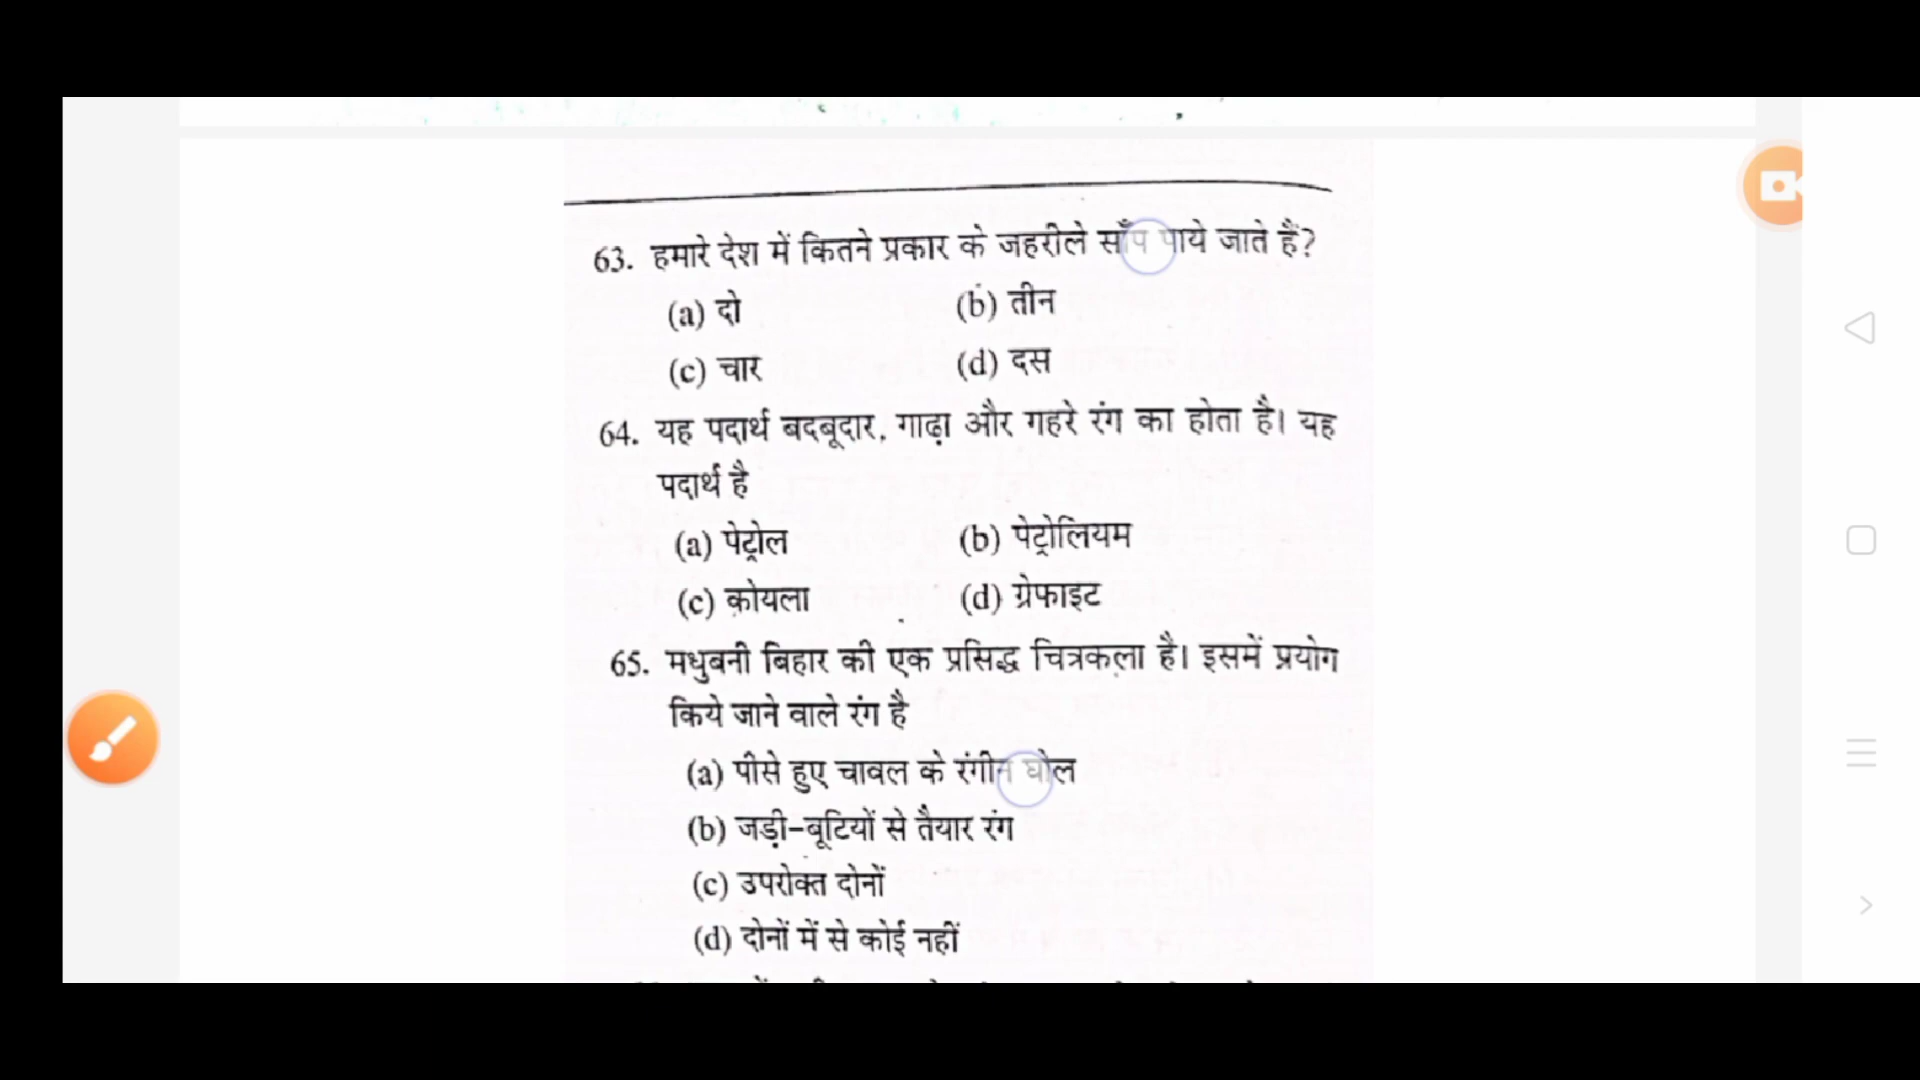 63. हमारे देश में कितने प्रकार के जहरीले साँप पाये जाते हैं?
(a) दो (b) तीन
(c) चार (d) दस
64. यह पदार्थ बदबूदार, गाढ़ा और गहरे रंग का होता है। यह
पदार्थ है
(a) पेट्रोल (b) पेट्रोलियम
(c) कोयला (d) ग्रेफाइट
65. मधुबनी बिहार की एक प्रसिद्ध चित्रकला है। इसमें प्रयोग
किये जाने वाले रंग है
(a) पीसे हुए चावल के रंगीन घोल
(b) जड़ी-बूटियों से तैयार रंग
(c) उपरोक्त दोनों
(d) दोनों में से कोई नहीं